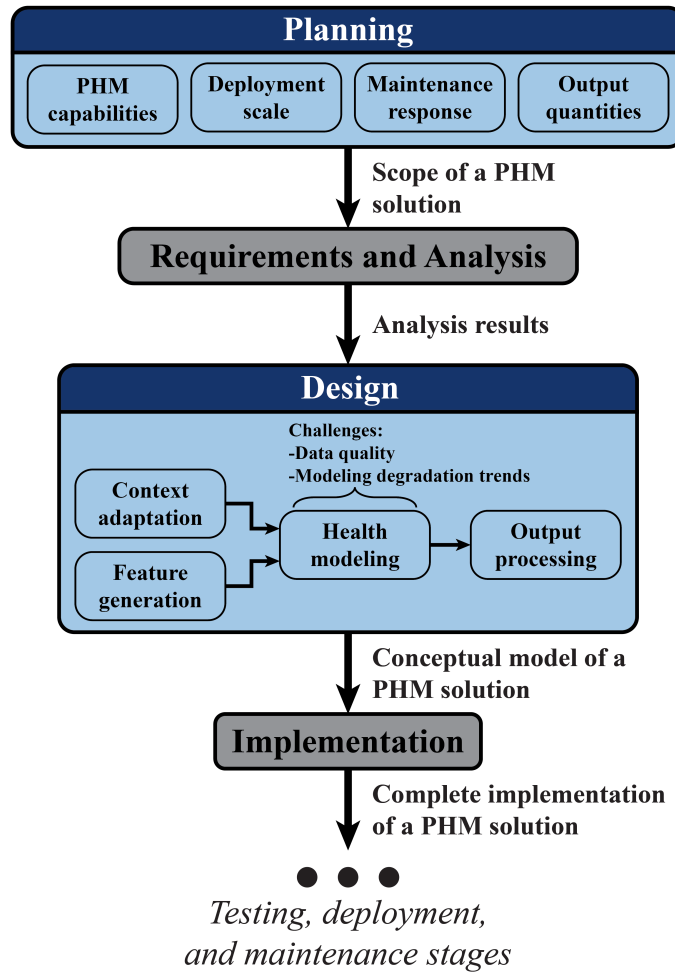 Planning
PHM
capabilities
Deployment
scale
Maintenance
response
Output
quantities
Scope of a PHM
solution
Requirements and Analysis
Analysis results
Design
Challenges:
-Data quality
-Modeling degradation trends
Context
adaptation
Feature
generation
Health
modeling
Output
processing
Conceptual model of a
PHM solution
Implementation
Complete implementation
of a PHM solution
Testing, deployment,
and maintenance stages